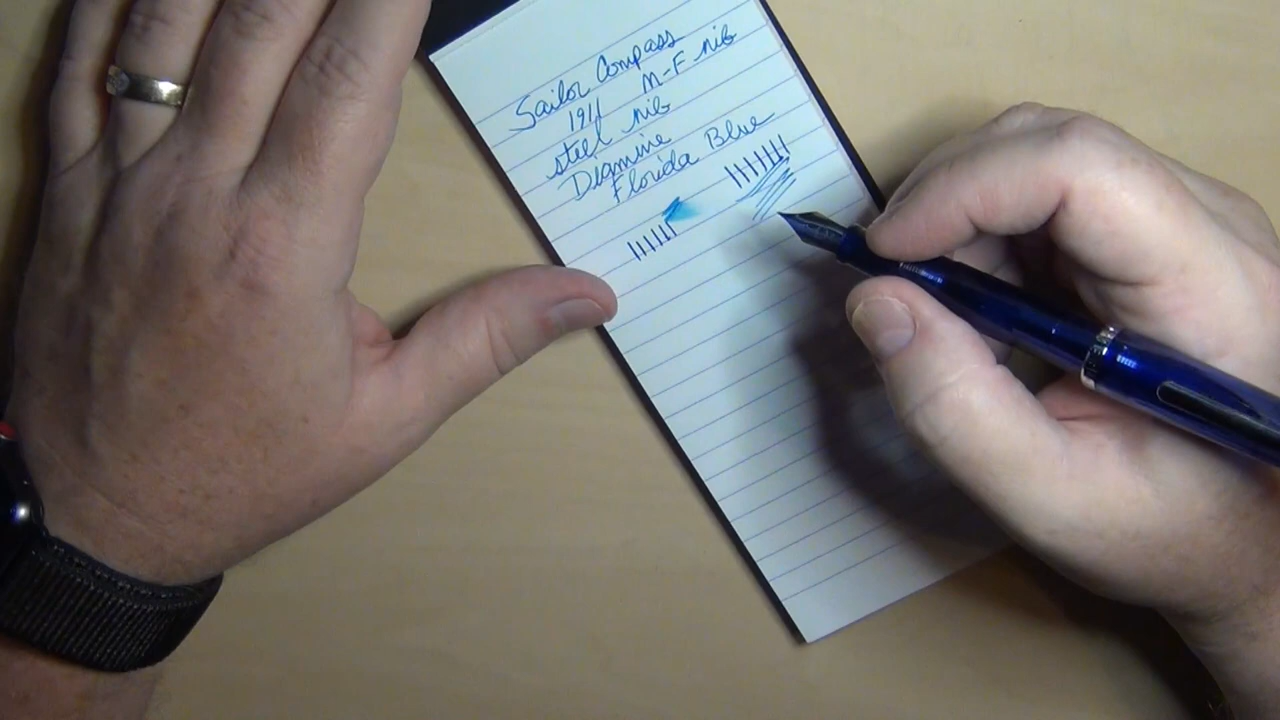 Sailor Compass
1911 M-F nib
steel nib
Diamine
Florida Blue